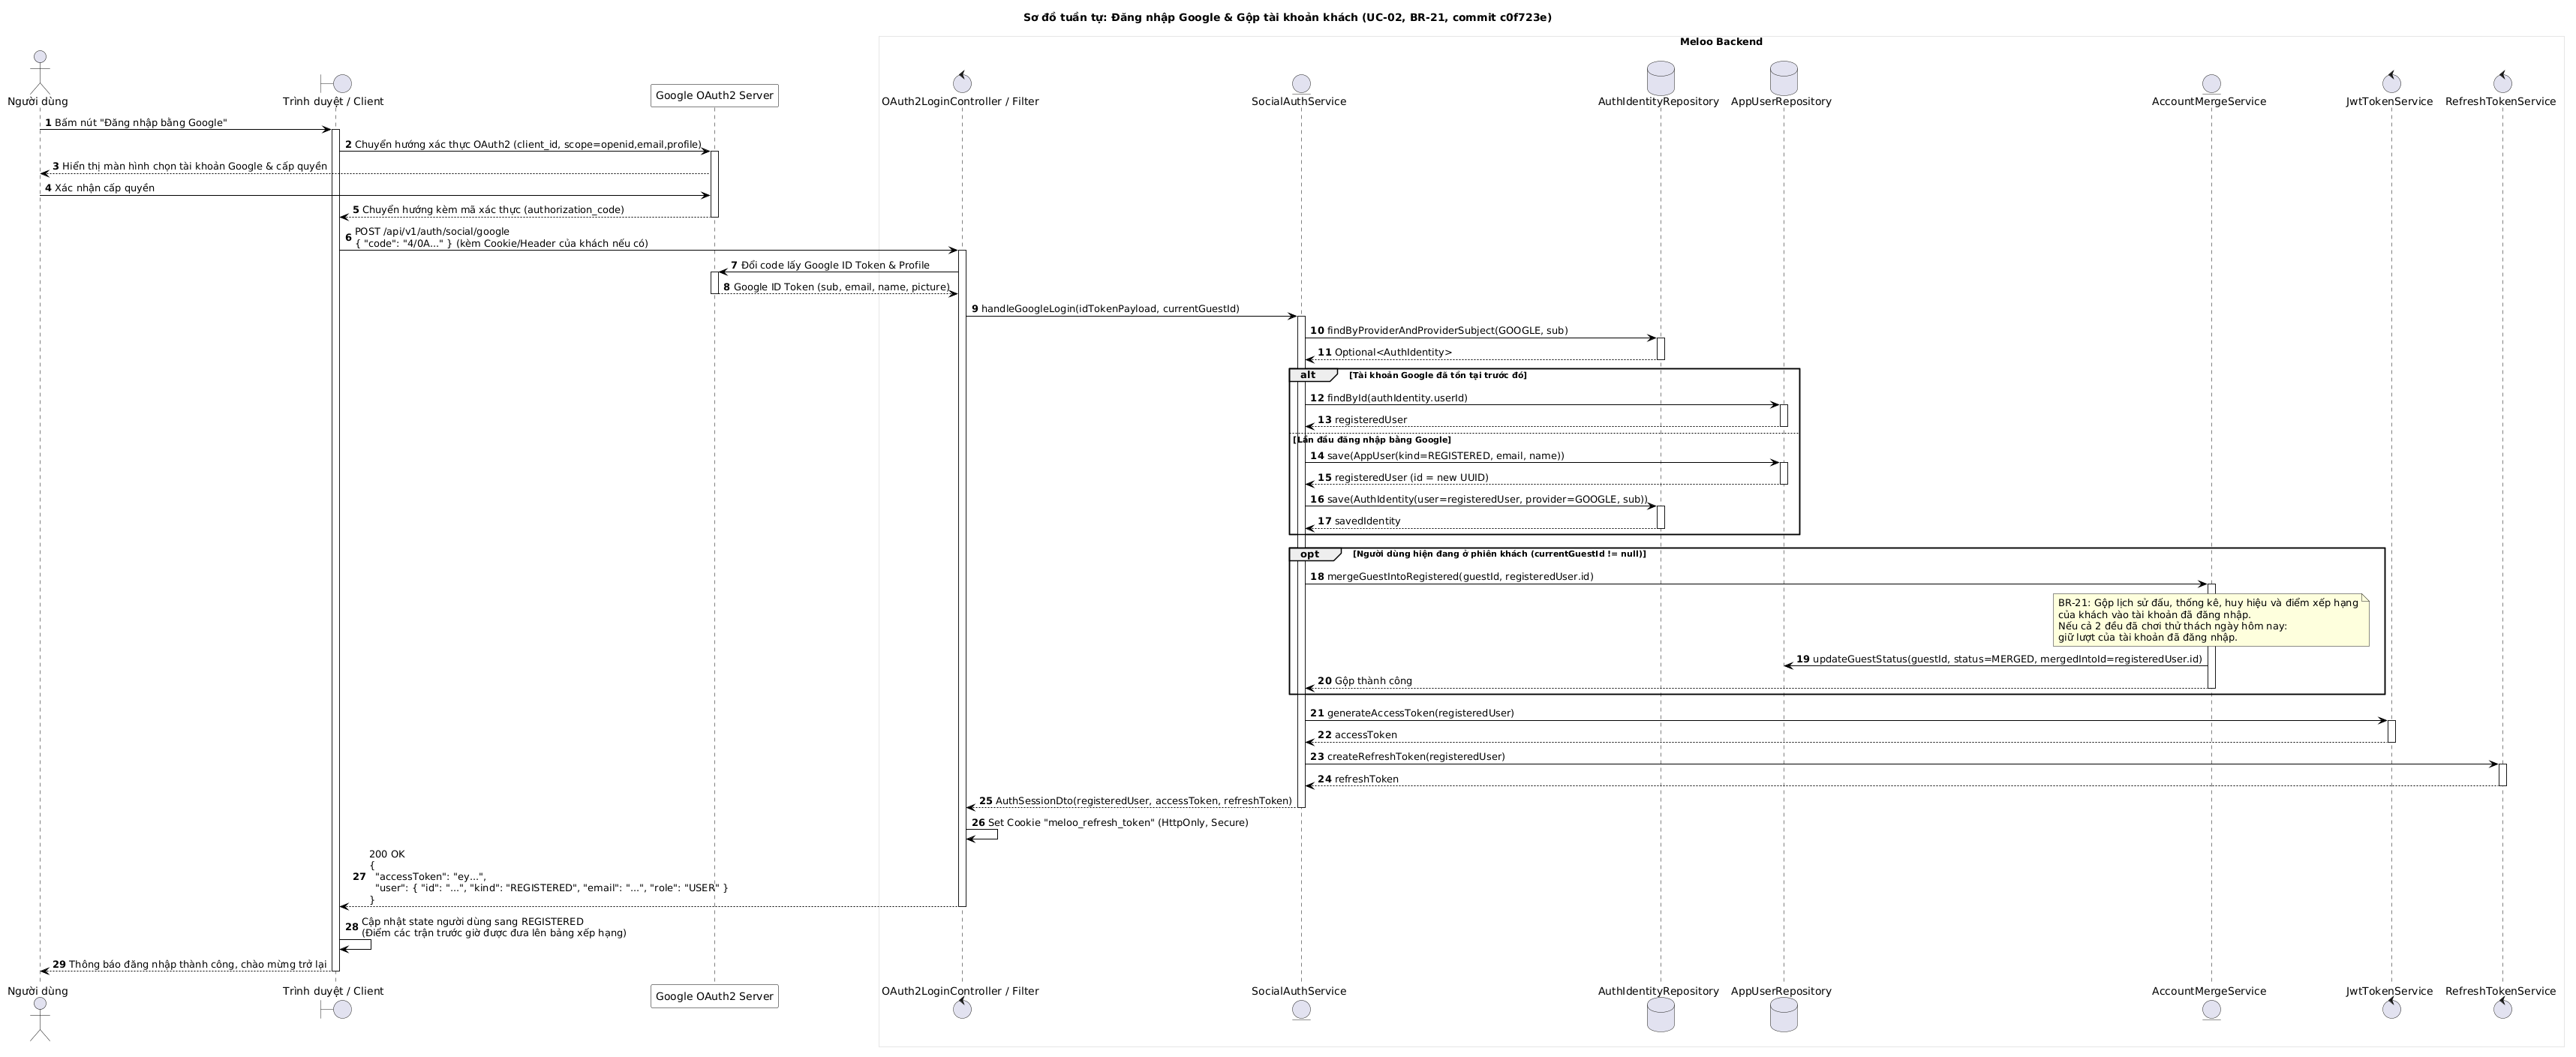 Sơ đồ tuần tự: Đăng nhập Google & Gộp tài khoản khách (UC-02, BR-21, commit c0f723e)
Meloo Backend
Người dùng
Trình duyệt / Client
Google OAuth2 Server
OAuth2LoginController / Filter
SocialAuthService
AuthIdentityRepository
AppUserRepository
AccountMergeService
JwtTokenService
RefreshTokenService
1 Bấm nút "Đăng nhập bằng Google"
2 Chuyển hướng xác thực OAuth2 (client_id, scope=openid,email,profile)
3 Hiển thị màn hình chọn tài khoản Google & cấp quyền
4 Xác nhận cấp quyền
5 Chuyển hướng kèm mã xác thực (authorization_code)
6 POST /api/v1/auth/social/google
{ "code": "4/0A..." } (kèm Cookie/Header của khách nếu có)
7 Đổi code lấy Google ID Token & Profile
8 Google ID Token (sub, email, name, picture)
9 handleGoogleLogin(idTokenPayload, currentGuestId)
10 findByProviderAndProviderSubject(GOOGLE, sub)
11 Optional<AuthIdentity>
alt [Tài khoản Google đã tồn tại trước đó]
12 findById(authIdentity.userId)
13 registeredUser
[Lần đầu đăng nhập bằng Google]
14 save(AppUser(kind=REGISTERED, email, name))
15 registeredUser (id = new UUID)
16 save(AuthIdentity(user=registeredUser, provider=GOOGLE, sub))
17 savedIdentity
opt [Người dùng hiện đang ở phiên khách (currentGuestId != null)]
18 mergeGuestIntoRegistered(guestId, registeredUser.id)
BR-21: Gộp lịch sử đấu, thống kê, huy hiệu và điểm xếp hạng
của khách vào tài khoản đã đăng nhập.
Nếu cả 2 đều đã chơi thử thách ngày hôm nay:
giữ lượt của tài khoản đã đăng nhập.
19 updateGuestStatus(guestId, status=MERGED, mergedIntoId=registeredUser.id)
20 Gộp thành công
21 generateAccessToken(registeredUser)
22 accessToken
23 createRefreshToken(registeredUser)
24 refreshToken
25 AuthSessionDto(registeredUser, accessToken, refreshToken)
26 Set Cookie "meloo_refresh_token" (HttpOnly, Secure)
27 200 OK
{
"accessToken": "ey...",
"user": { "id": "...", "kind": "REGISTERED", "email": "...", "role": "USER" }
}
28 Cập nhật state người dùng sang REGISTERED
(Điểm các trận trước giờ được đưa lên bảng xếp hạng)
29 Thông báo đăng nhập thành công, chào mừng trở lại
Người dùng
Trình duyệt / Client
Google OAuth2 Server
OAuth2LoginController / Filter
SocialAuthService
AuthIdentityRepository
AppUserRepository
AccountMergeService
JwtTokenService
RefreshTokenService